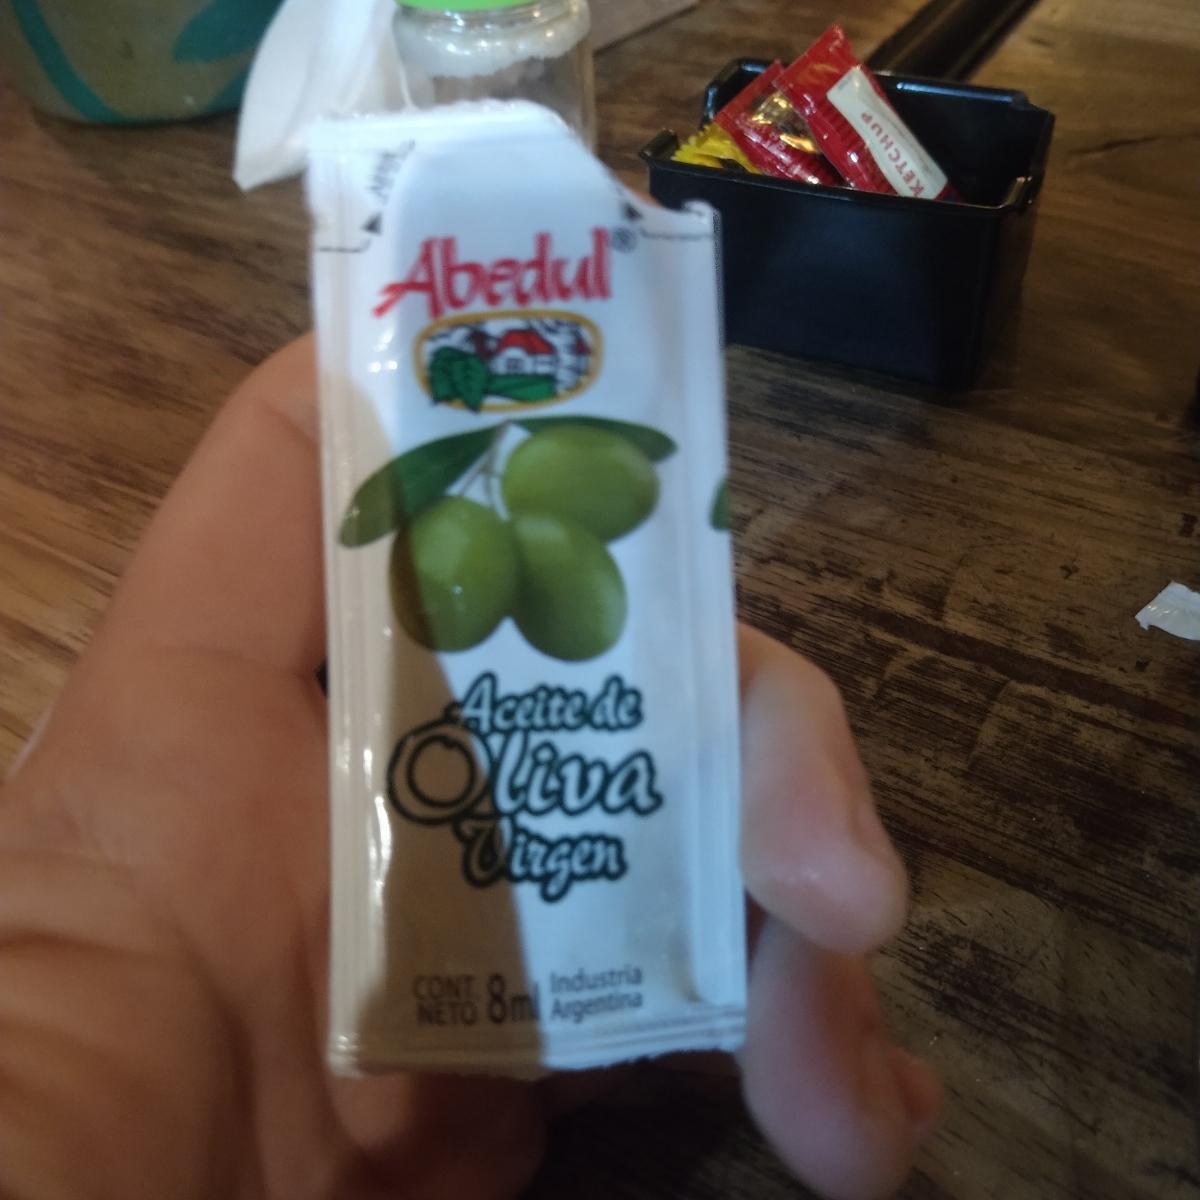 Abedul®
Aceite de
Oliva
Virgen
CONT.
NETO 8ml
Industria
Argentina
KETCHUP